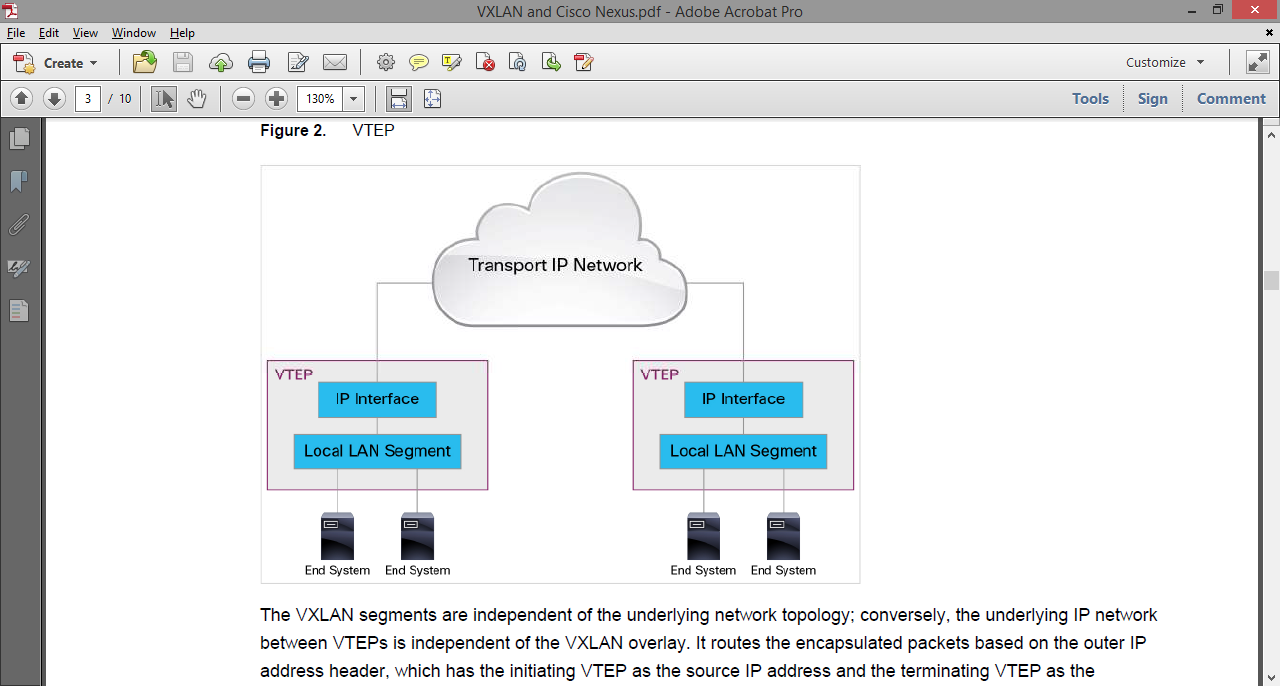 VXLAN and Cisco Nexus.pdf - Adobe Acrobat Pro
File Edit View Window Help
Create Customize
3 / 10 130% Tools Sign Comment
Figure 2. VTEP
Transport IP Network
VTEP
IP Interface
Local LAN Segment
End System End System
VTEP
IP Interface
Local LAN Segment
End System End System
The VXLAN segments are independent of the underlying network topology; conversely, the underlying IP network
between VTEPs is independent of the VXLAN overlay. It routes the encapsulated packets based on the outer IP
address header, which has the initiating VTEP as the source IP address and the terminating VTEP as the